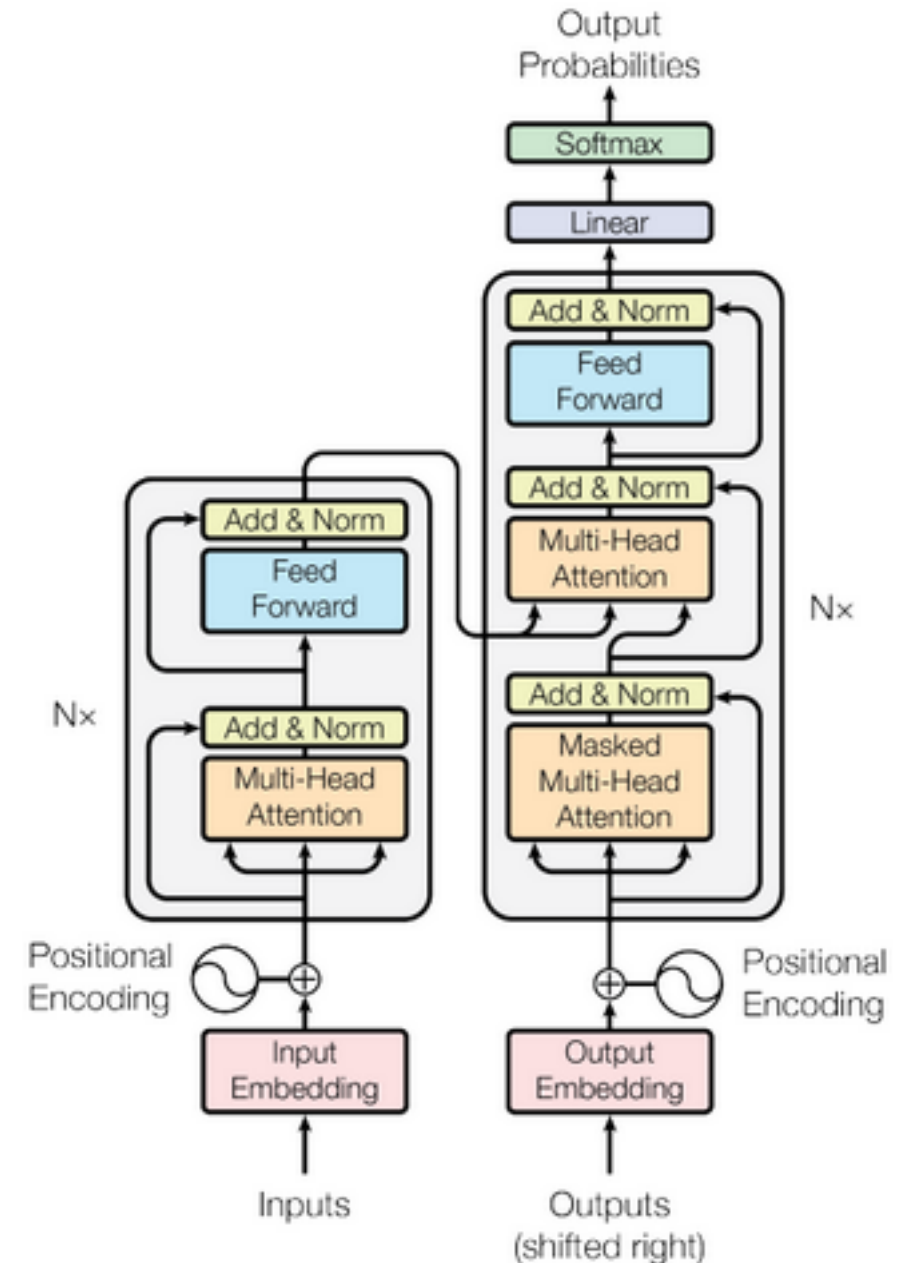 Output
Probabilities
Softmax
Linear
Add & Norm
Feed
Forward
Add & Norm
Multi-Head
Attention
Add & Norm
Masked
Multi-Head
Attention
Nx
Positional
Encoding
Output
Embedding
Outputs
(shifted right)
Add & Norm
Feed
Forward
Add & Norm
Multi-Head
Attention
Nx
Positional
Encoding
Input
Embedding
Inputs